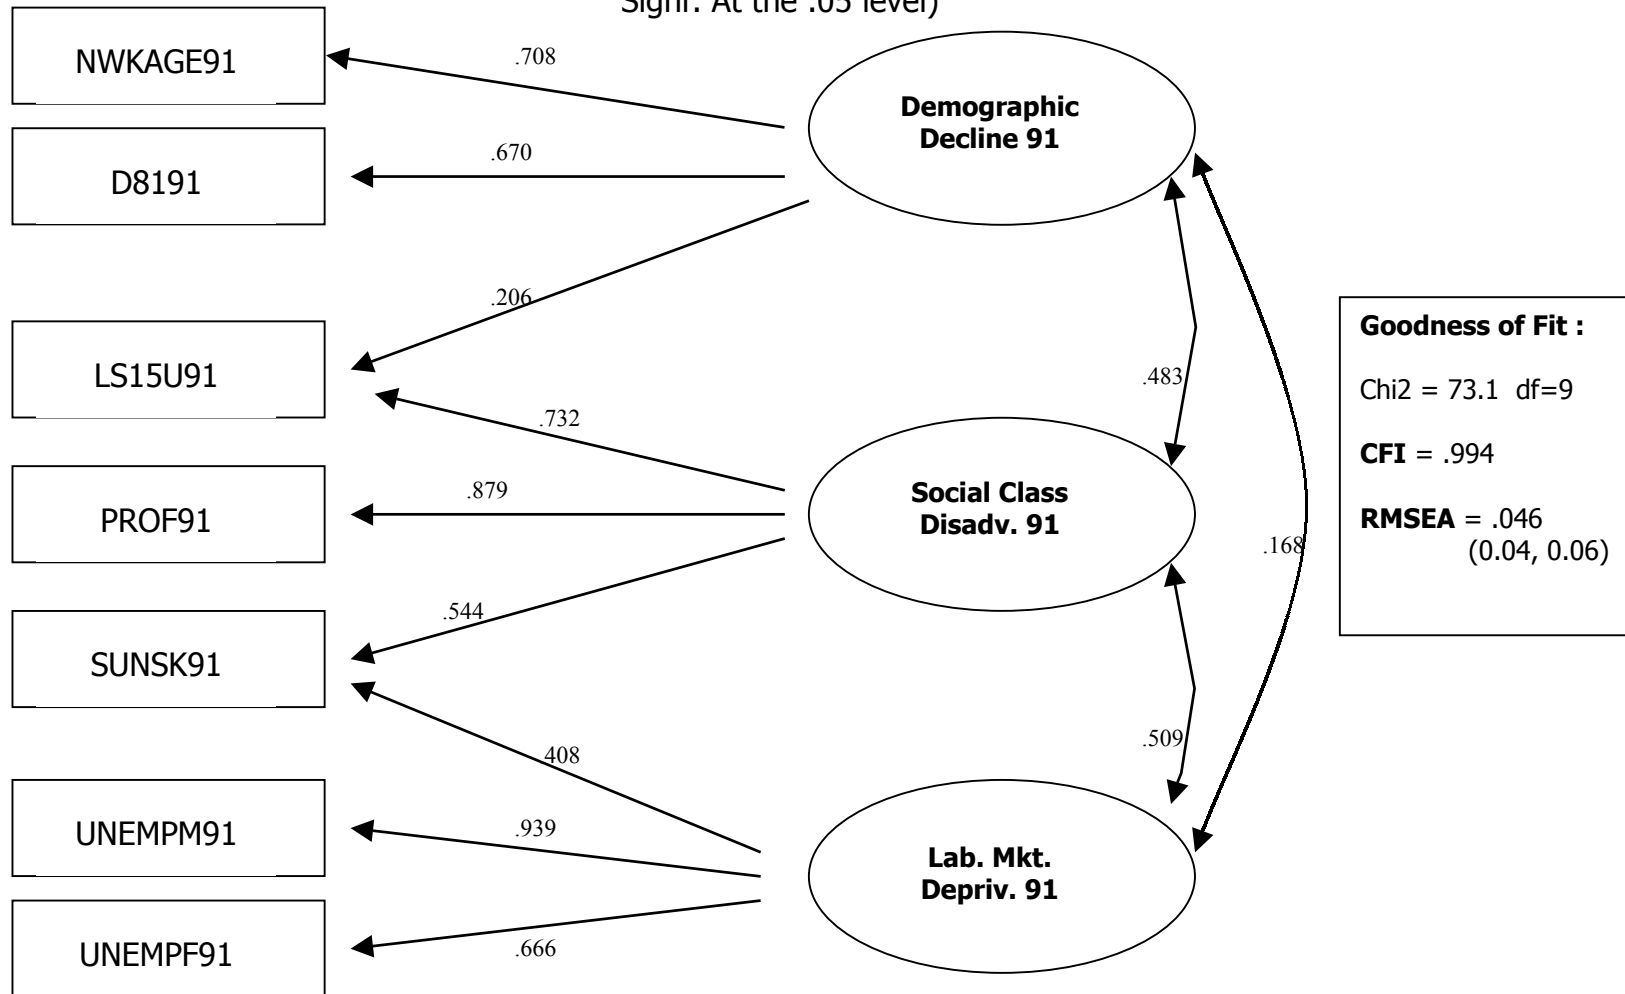 Signf. At the .05 level)
NWKAGE91
.708
Demographic
Decline 91
D8191
.670
.206
LS15U91
.732
.483
Goodness of Fit :
Chi2 = 73.1 df=9
CFI = .994
RMSEA = .046
(0.04, 0.06)
PROF91
.879
Social Class
Disadv. 91
.168
SUNSK91
.544
408
.509
UNEMPM91
.939
Lab. Mkt.
Depriv. 91
UNEMPF91
.666